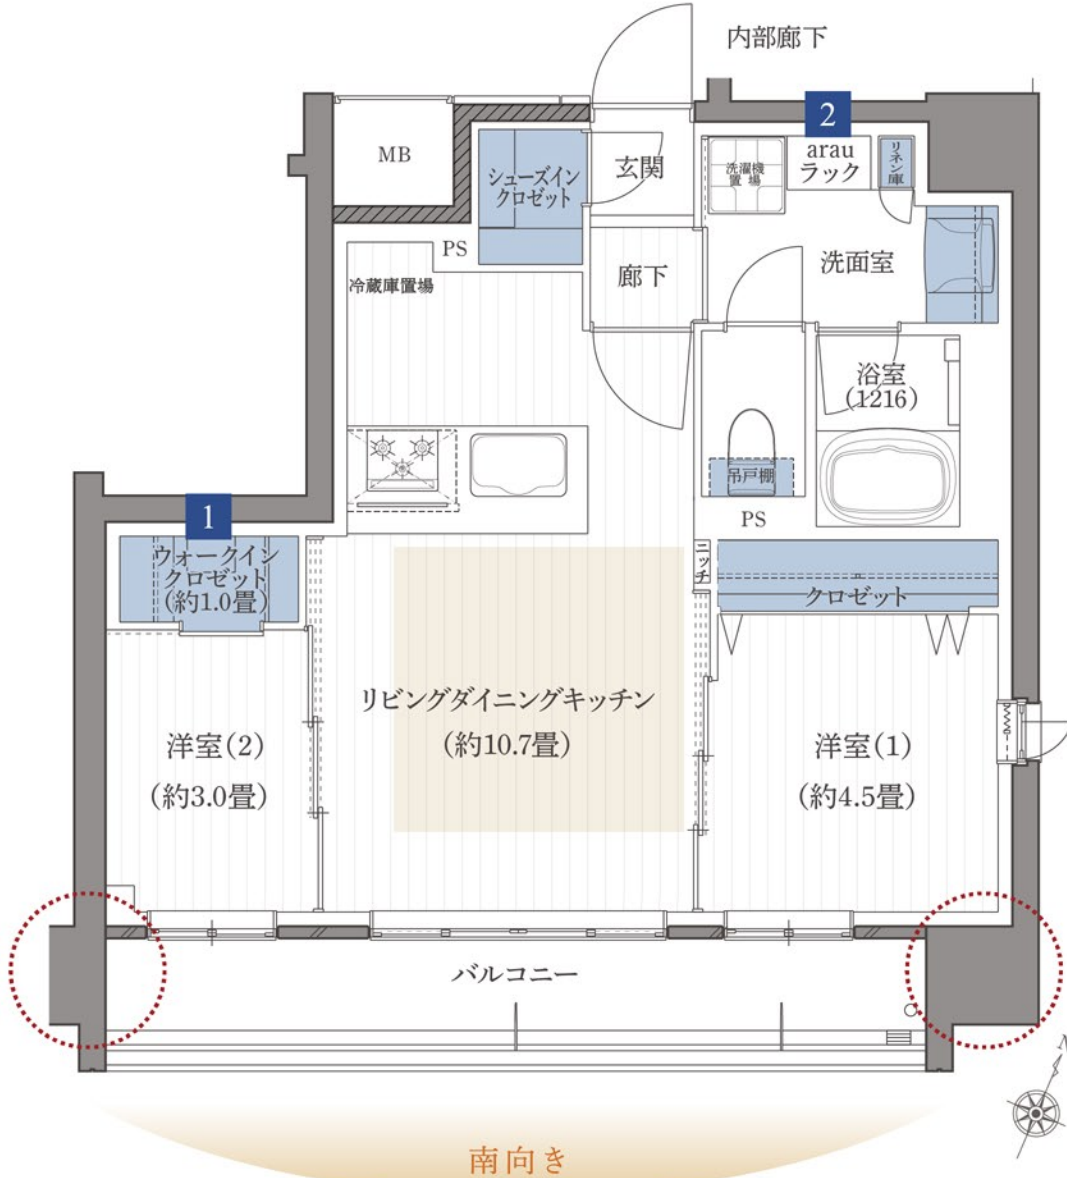 内部廊下
2
MB
シューズイン
クロゼット
玄関
洗濯機
置場
arau
ラック
リネン庫
PS
廊下
洗面室
冷蔵庫置場
浴室
(1216)
吊戸棚
PS
1
ウォークイン
クロゼット
(約1.0畳)
ニッチ
クロゼット
リビングダイニングキッチン
(約10.7畳)
洋室(2)
(約3.0畳)
洋室(1)
(約4.5畳)
バルコニー
N
南向き